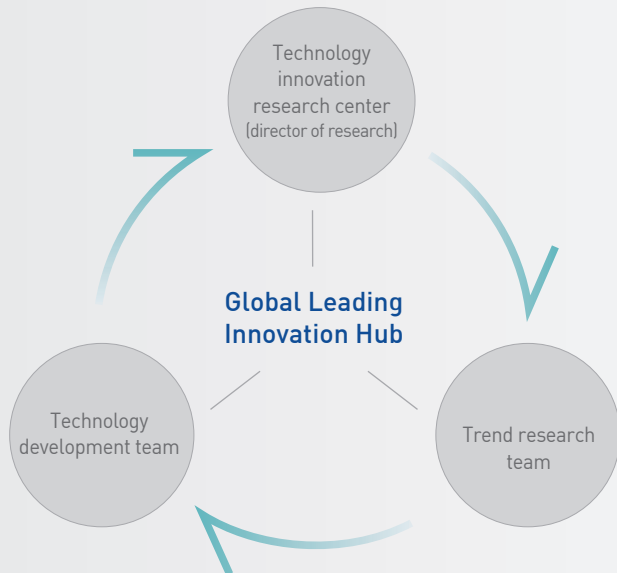 Technology
innovation
research center
(director of research)
Global Leading
Innovation Hub
Technology
development team
Trend research
team